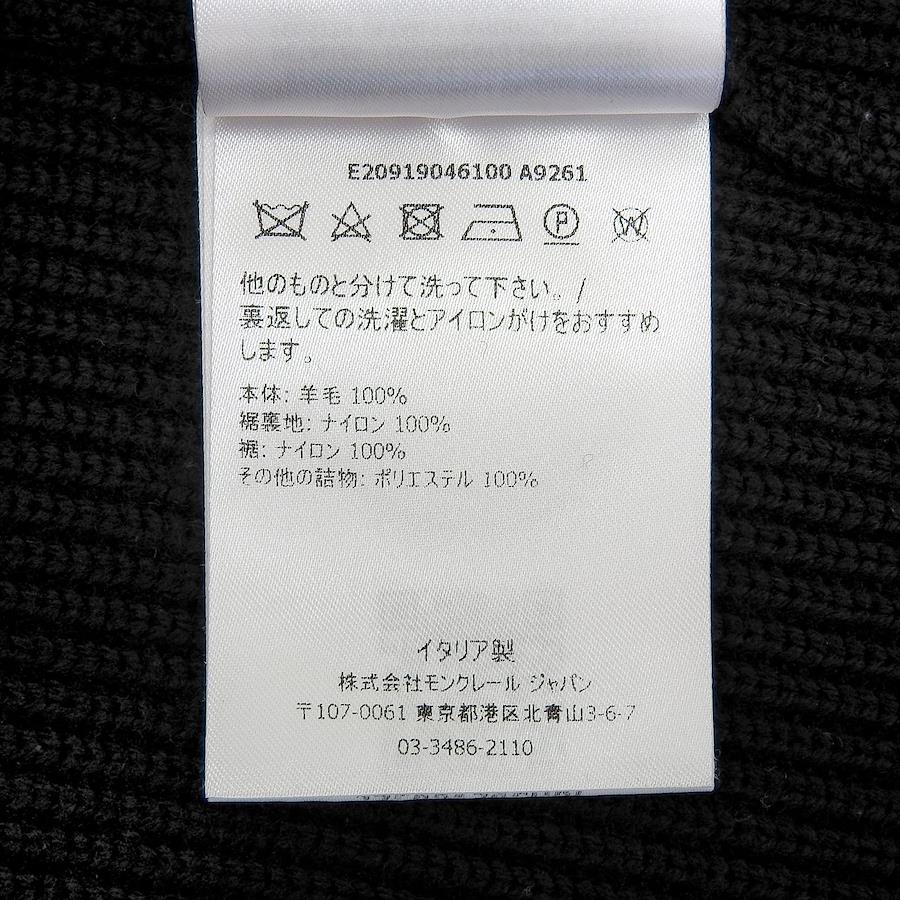 E20919046100 A9261
P
W
他のものと分けて洗って下さい。/
裏返しての洗濯とアイロンがけをおすすめ
します。
本体: 羊毛 100%
裾裏地: ナイロン 100%
裾: ナイロン 100%
その他の詰物: ポリエステル 100%
イタリア製
株式会社モンクレール ジャパン
〒107-0061 東京都港区北青山3-6-7
03-3486-2110